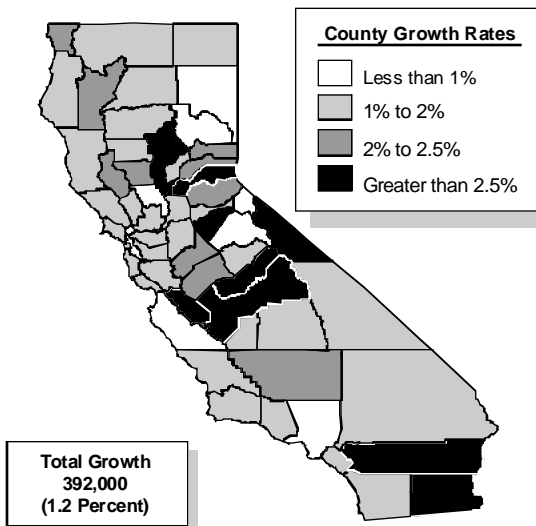 County Growth Rates
Less than 1%
1% to 2%
2% to 2.5%
Greater than 2.5%
Total Growth
392,000
(1.2 Percent)